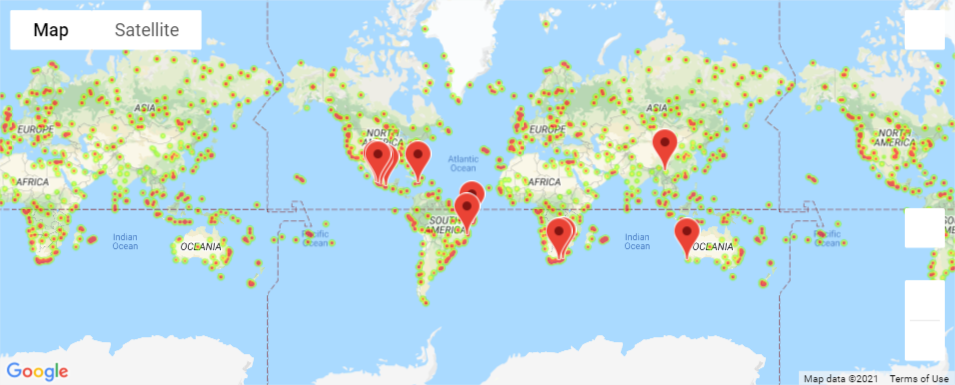 Map Satellite
ASIA
ASIA
EUROPE
NORTH
AMERICA
EUROPE
NORTH
AMERICA
Atlantic
Ocean
AFRICA
AFRICA
SOUTH
AMERICA
Indian
Ocean
Pacific
Ocean
Indian
Ocean
Pacific
Ocean
OCEANIA
OCEANIA
Google
Map data ©2021 Terms of Use